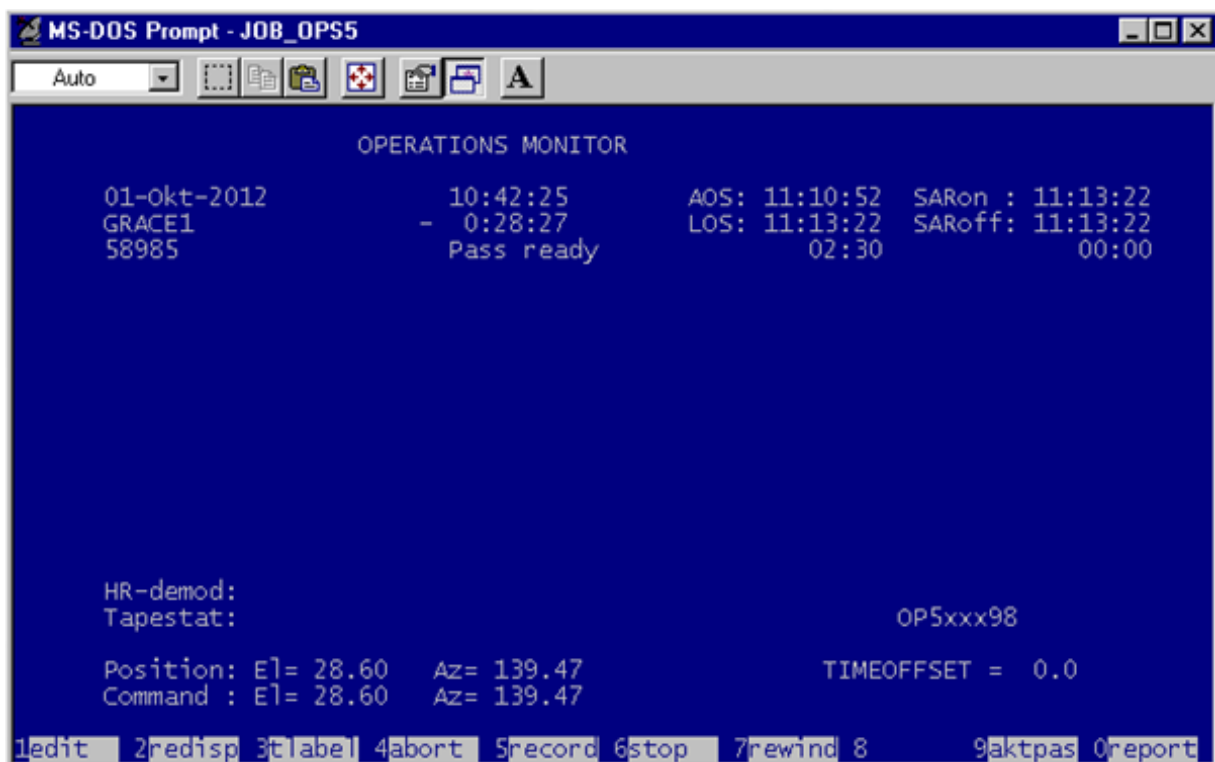 MS-DOS Prompt - JOB_OPS5
Auto A
OPERATIONS MONITOR
01-Okt-2012 10:42:25 AOS: 11:10:52 SARon : 11:13:22
GRACE1 - 0:28:27 LOS: 11:13:22 SARoff: 11:13:22
58985 Pass ready 02:30 00:00
HR-demod:
Tapestat: OP5xxx98
Position: El= 28.60 Az= 139.47 TIMEOFFSET = 0.0
Command : El= 28.60 Az= 139.47
1edit 2redisp 3tlabel 4abort 5record 6stop 7rewind 8 9aktpas 0report